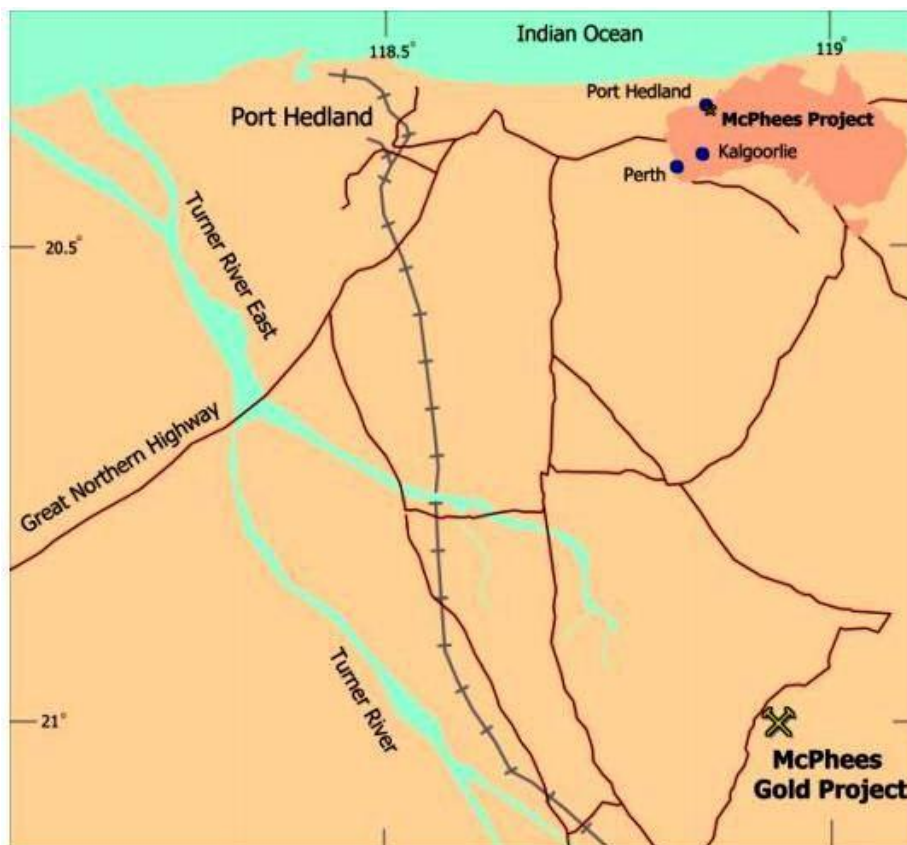 Indian Ocean
118.5°
119°
Port Hedland
McPhees Project
Port Hedland
Kalgoorlie
Perth
Turner River East
20.5°
Great Northern Highway
Turner River
21°
McPhees
Gold Project